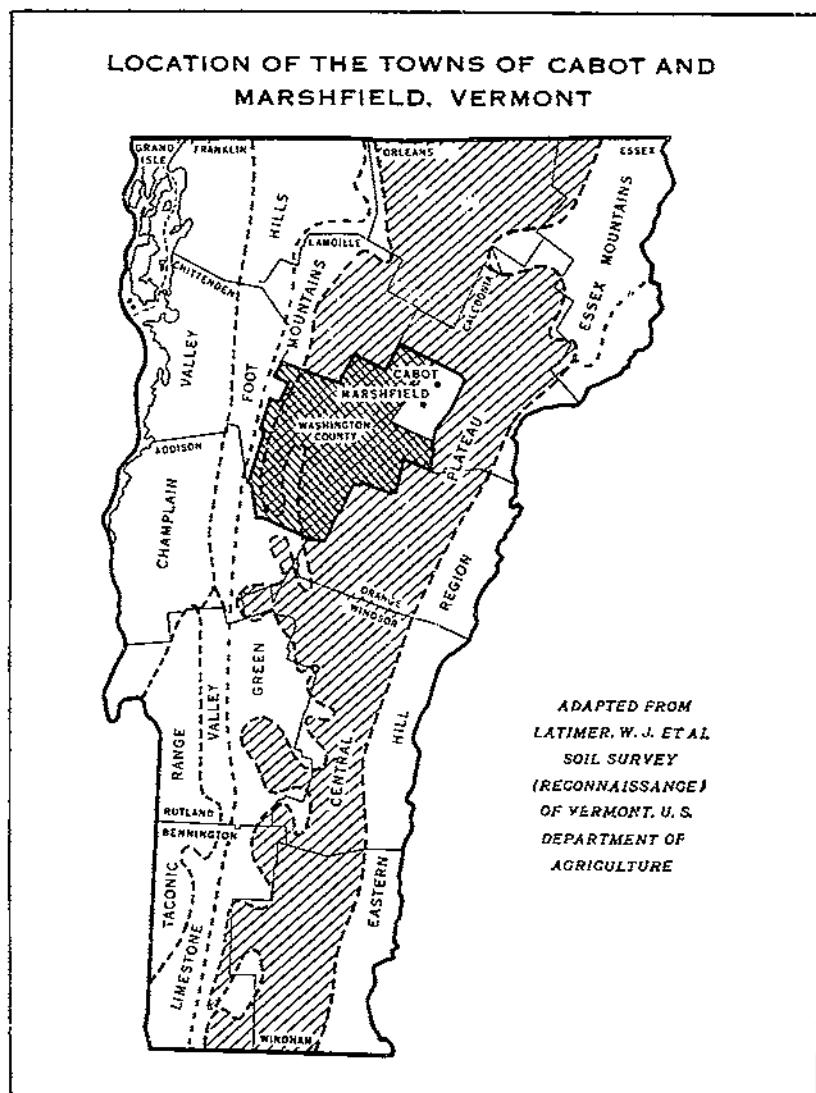 LOCATION OF THE TOWNS OF CABOT AND
MARSHFIELD, VERMONT
GRAND
ISLE
FRANKLIN
ORLEANS
ESSEX
HILLS
LAMOILLE
CHITTENDEN
MOUNTAINS
CALEDONIA
ESSEX MOUNTAINS
VALLEY
FOOT
CABOT
MARSHFIELD
WASHINGTON
COUNTY
ADDISON
PLATEAU
CHAMPLAIN
ORANGE
WINDSOR
REGION
GREEN
VALLEY
RANGE
CENTRAL
HILL
RUTLAND
BENNINGTON
TACONIC
LIMESTONE
EASTERN
WINDHAM
ADAPTED FROM
LATIMER, W. J. ET AL
SOIL SURVEY
(RECONNAISSANCE)
OF VERMONT. U. S.
DEPARTMENT OF
AGRICULTURE